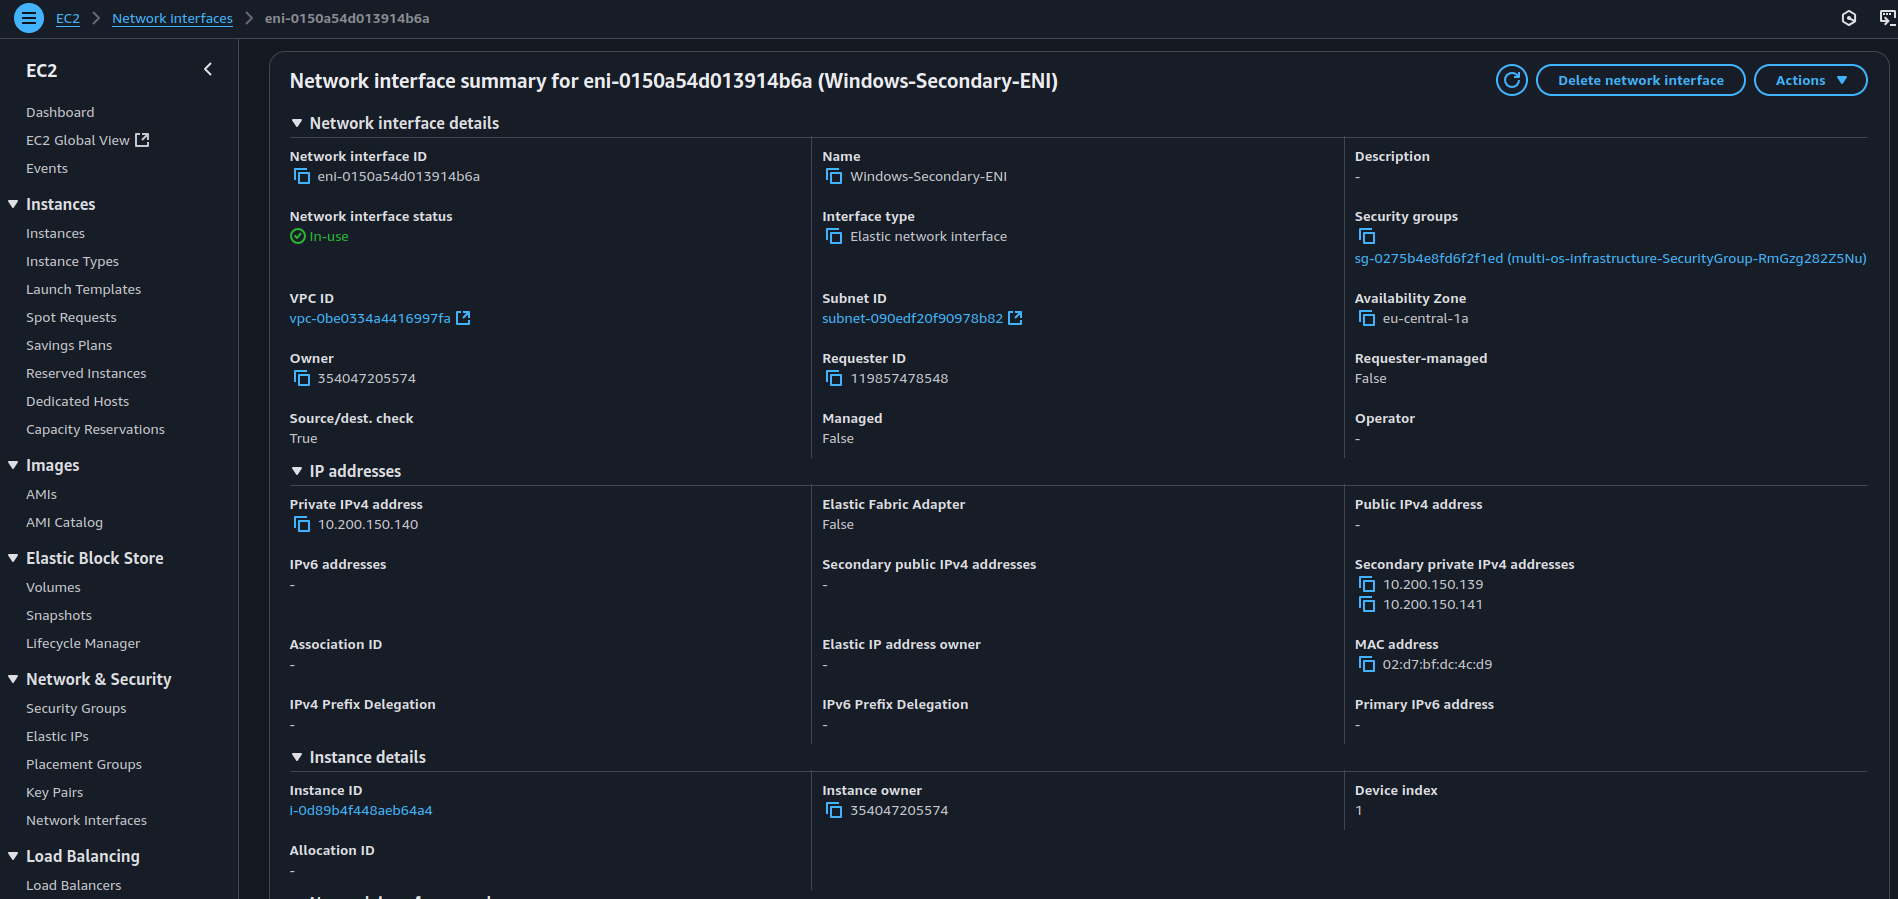 EC2 > Network Interfaces > eni-0150a54d013914b6a
EC2
Dashboard
EC2 Global View
Events
Instances
Instances
Instance Types
Launch Templates
Spot Requests
Savings Plans
Reserved Instances
Dedicated Hosts
Capacity Reservations
Images
AMIs
AMI Catalog
Elastic Block Store
Volumes
Snapshots
Lifecycle Manager
Network & Security
Security Groups
Elastic IPs
Placement Groups
Key Pairs
Network Interfaces
Load Balancing
Load Balancers
Network interface summary for eni-0150a54d013914b6a (Windows-Secondary-ENI)
Delete network interface
Actions
Network interface details
Network interface ID
eni-0150a54d013914b6a
Name
Windows-Secondary-ENI
Description
-
Network interface status
In-use
Interface type
Elastic network interface
Security groups
sg-0275b4e8fd6f2f1ed (multi-os-infrastructure-SecurityGroup-RmGzg282Z5Nu)
VPC ID
vpc-0be0334a4416997fa
Subnet ID
subnet-090edf20f90978b82
Availability Zone
eu-central-1a
Owner
354047205574
Requester ID
119857478548
Requester-managed
False
Source/dest. check
True
Managed
False
Operator
-
IP addresses
Private IPv4 address
10.200.150.140
Elastic Fabric Adapter
False
Public IPv4 address
-
IPv6 addresses
-
Secondary public IPv4 addresses
-
Secondary private IPv4 addresses
10.200.150.139
10.200.150.141
Association ID
-
Elastic IP address owner
-
MAC address
02:d7:bf:dc:4c:d9
IPv4 Prefix Delegation
-
IPv6 Prefix Delegation
-
Primary IPv6 address
-
Instance details
Instance ID
i-0d89b4f448aeb64a4
Instance owner
354047205574
Device index
1
Allocation ID
-